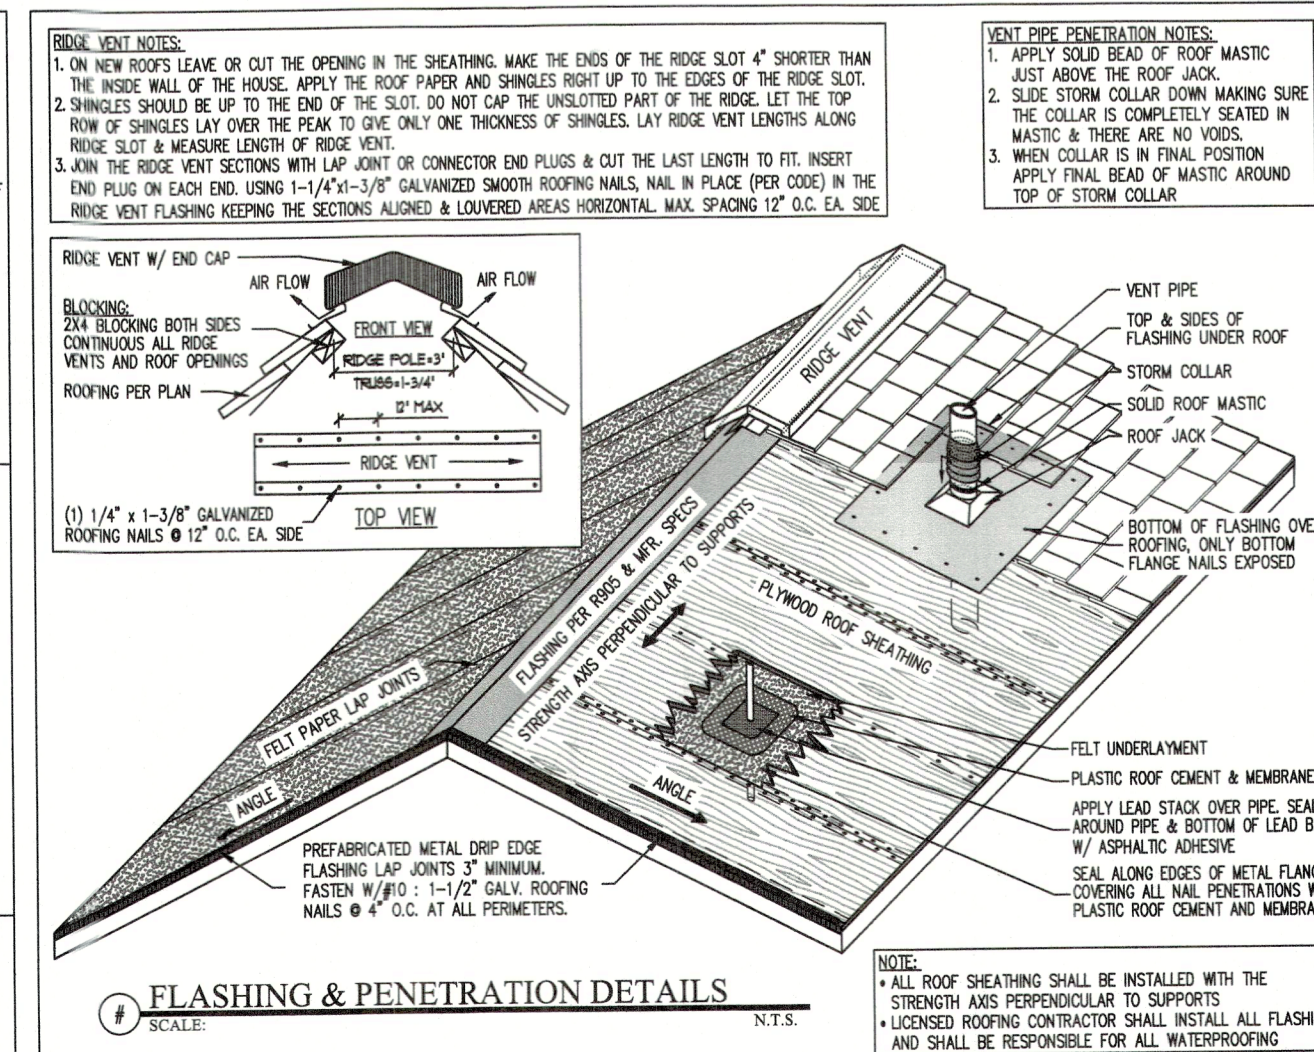 RIDGE VENT NOTES:
1. ON NEW ROOFS LEAVE OR CUT THE OPENING IN THE SHEATHING. MAKE THE ENDS OF THE RIDGE SLOT 4" SHORTER THAN
THE INSIDE WALL OF THE HOUSE. APPLY THE ROOF PAPER AND SHINGLES RIGHT UP TO THE EDGES OF THE RIDGE SLOT.
2. SHINGLES SHOULD BE UP TO THE END OF THE SLOT. DO NOT CAP THE UNSLOTTED PART OF THE RIDGE. LET THE TOP
ROW OF SHINGLES LAY OVER THE PEAK TO GIVE ONLY ONE THICKNESS OF SHINGLES. LAY RIDGE VENT LENGTHS ALONG
RIDGE SLOT & MEASURE LENGTH OF RIDGE VENT.
3. JOIN THE RIDGE VENT SECTIONS WITH LAP JOINT OR CONNECTOR END PLUGS & CUT THE LAST LENGTH TO FIT. INSERT
END PLUG ON EACH END. USING 1-1/4"x1-3/8" GALVANIZED SMOOTH ROOFING NAILS, NAIL IN PLACE (PER CODE) IN THE
RIDGE VENT FLASHING KEEPING THE SECTIONS ALIGNED & LOUVERED AREAS HORIZONTAL. MAX. SPACING 12" O.C. EA. SIDE
VENT PIPE PENETRATION NOTES:
1. APPLY SOLID BEAD OF ROOF MASTIC
JUST ABOVE THE ROOF JACK.
2. SLIDE STORM COLLAR DOWN MAKING SURE
THE COLLAR IS COMPLETELY SEATED IN
MASTIC & THERE ARE NO VOIDS.
3. WHEN COLLAR IS IN FINAL POSITION
APPLY FINAL BEAD OF MASTIC AROUND
TOP OF STORM COLLAR
RIDGE VENT W/ END CAP
AIR FLOW
AIR FLOW
BLOCKING:
2X4 BLOCKING BOTH SIDES
CONTINUOUS ALL RIDGE
VENTS AND ROOF OPENINGS
FRONT VIEW
RIDGE POLE=3"
TRUSS=1-3/4"
ROOFING PER PLAN
12" MAX
RIDGE VENT
(1) 1/4" x 1-3/8" GALVANIZED
ROOFING NAILS @ 12" O.C. EA. SIDE
TOP VIEW
RIDGE VENT
VENT PIPE
TOP & SIDES OF
FLASHING UNDER ROOF
STORM COLLAR
SOLID ROOF MASTIC
ROOF JACK
BOTTOM OF FLASHING OVE
ROOFING, ONLY BOTTOM
FLANGE NAILS EXPOSED
FLASHING PER R905 & MFR. SPECS
STRENGTH AXIS PERPENDICULAR TO SUPPORTS
PLYWOOD ROOF SHEATHING
FELT PAPER LAP JOINTS
ANGLE
ANGLE
FELT UNDERLAYMENT
PLASTIC ROOF CEMENT & MEMBRANE
APPLY LEAD STACK OVER PIPE. SEA
AROUND PIPE & BOTTOM OF LEAD B
W/ ASPHALTIC ADHESIVE
SEAL ALONG EDGES OF METAL FLANG
COVERING ALL NAIL PENETRATIONS W
PLASTIC ROOF CEMENT AND MEMBRA
PREFABRICATED METAL DRIP EDGE
FLASHING LAP JOINTS 3" MINIMUM.
FASTEN W/#10 : 1-1/2" GALV. ROOFING
NAILS @ 4" O.C. AT ALL PERIMETERS.
# FLASHING & PENETRATION DETAILS
SCALE: N.T.S.
NOTE:
• ALL ROOF SHEATHING SHALL BE INSTALLED WITH THE
STRENGTH AXIS PERPENDICULAR TO SUPPORTS
• LICENSED ROOFING CONTRACTOR SHALL INSTALL ALL FLASHI
AND SHALL BE RESPONSIBLE FOR ALL WATERPROOFING